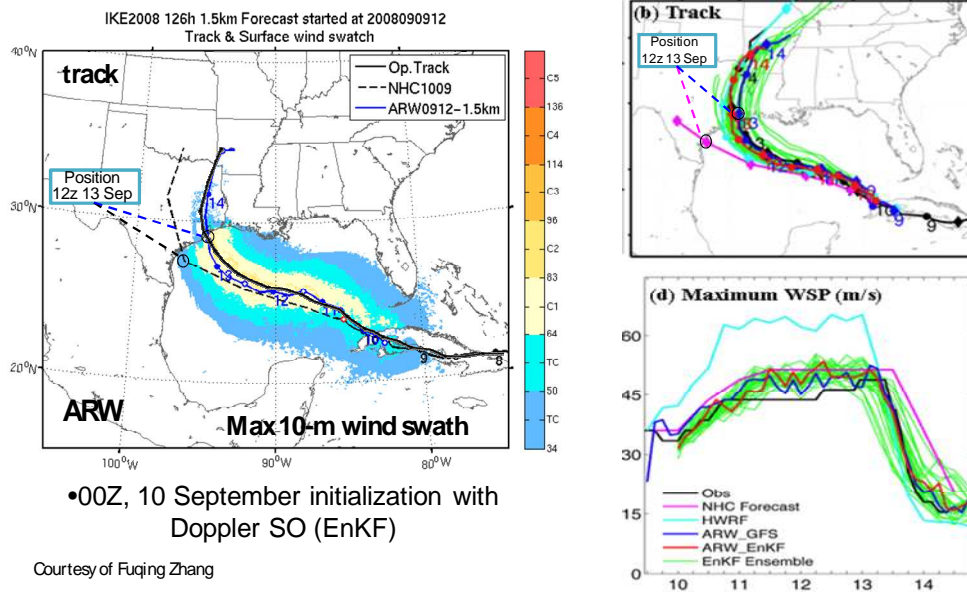 IKE2008 126h 1.5km Forecast started at 2008090912
Track & Surface wind swatch
track
Op.Track
NHC1009
ARW0912-1.5km
Position
12z 13 Sep
14
13
12
11
10
9
8
ARW
Max10-m wind swath
40°N
30°N
20°N
100°W
90°W
80°W
C5
136
C4
114
C3
96
C2
83
C1
64
TC
50
TC
34
•00Z, 10 September initialization with
Doppler SO (EnKF)
Courtesy of Fuqing Zhang
(b) Track
Position
12z 13 Sep
14
14
10
9
9
(d) Maximum WSP (m/s)
60
45
30
15
0
Obs
NHC Forecast
HWRF
ARW_GFS
ARW_EnKF
EnKF Ensemble
10
11
12
13
14